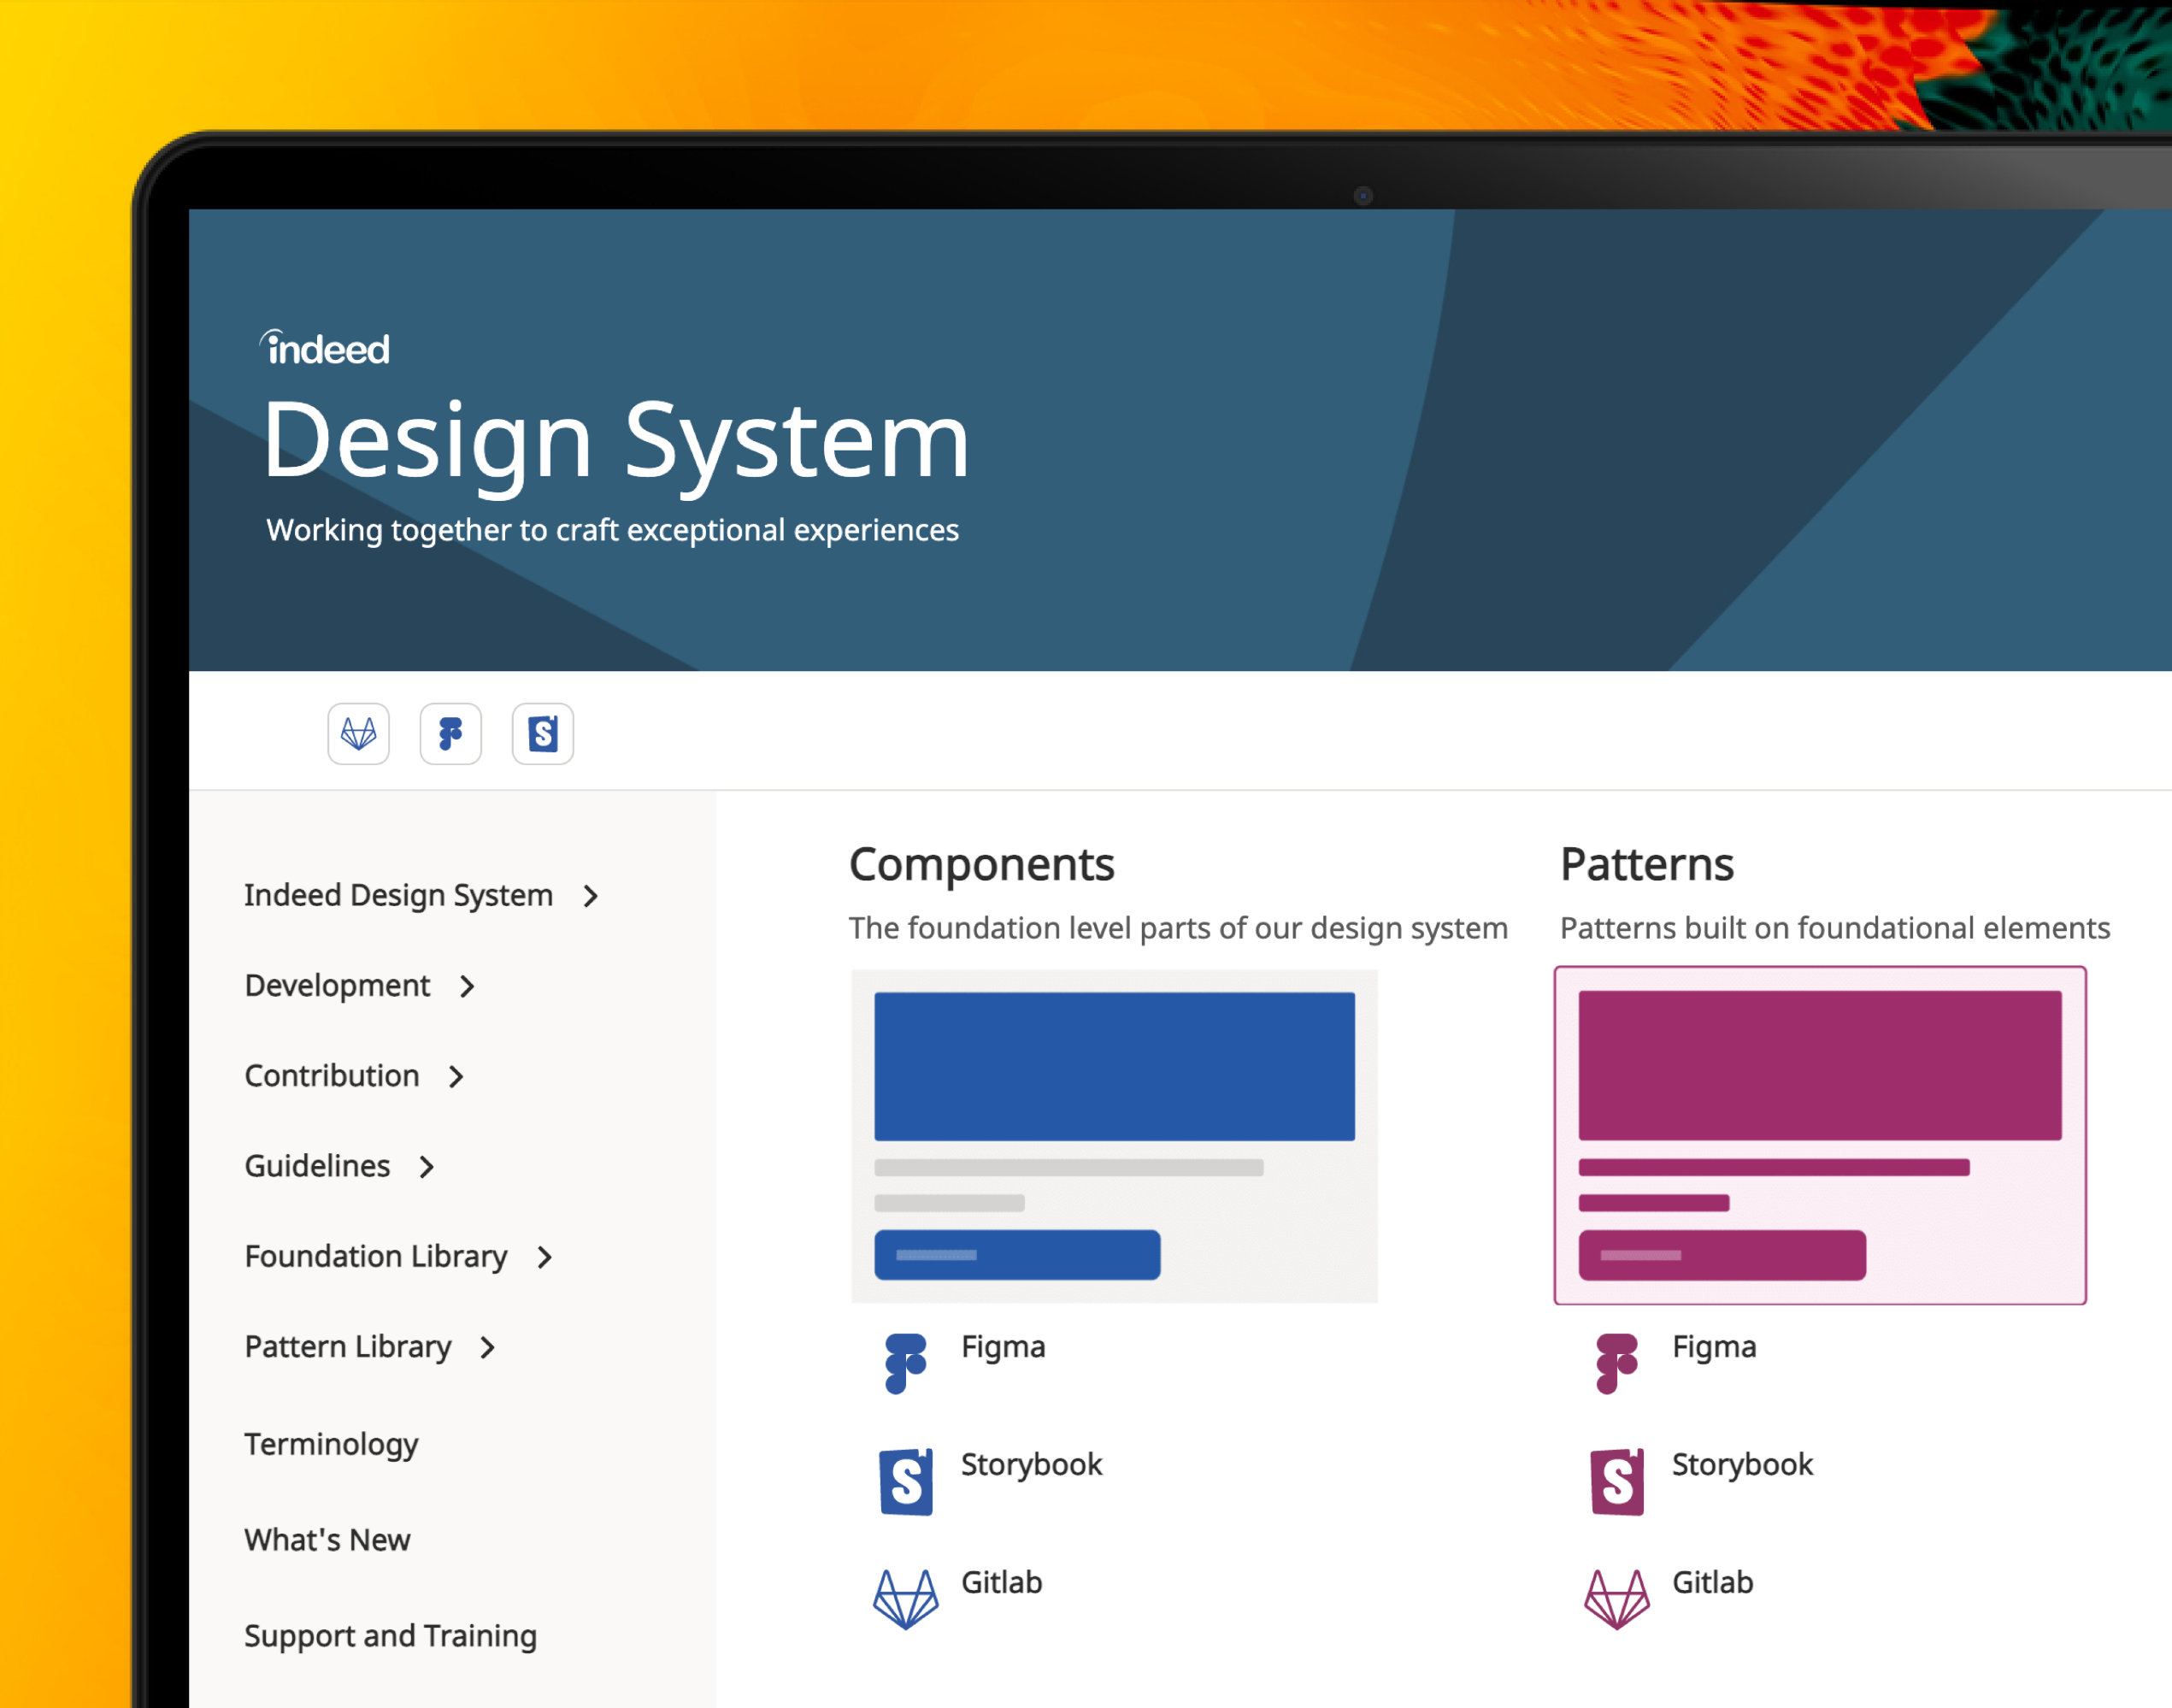 indeed
Design System
Working together to craft exceptional experiences
Indeed Design System
Development
Contribution
Guidelines
Foundation Library
Pattern Library
Terminology
What's New
Support and Training
Components
The foundation level parts of our design system
Figma
Storybook
Gitlab
Patterns
Patterns built on foundational elements
Figma
Storybook
Gitlab